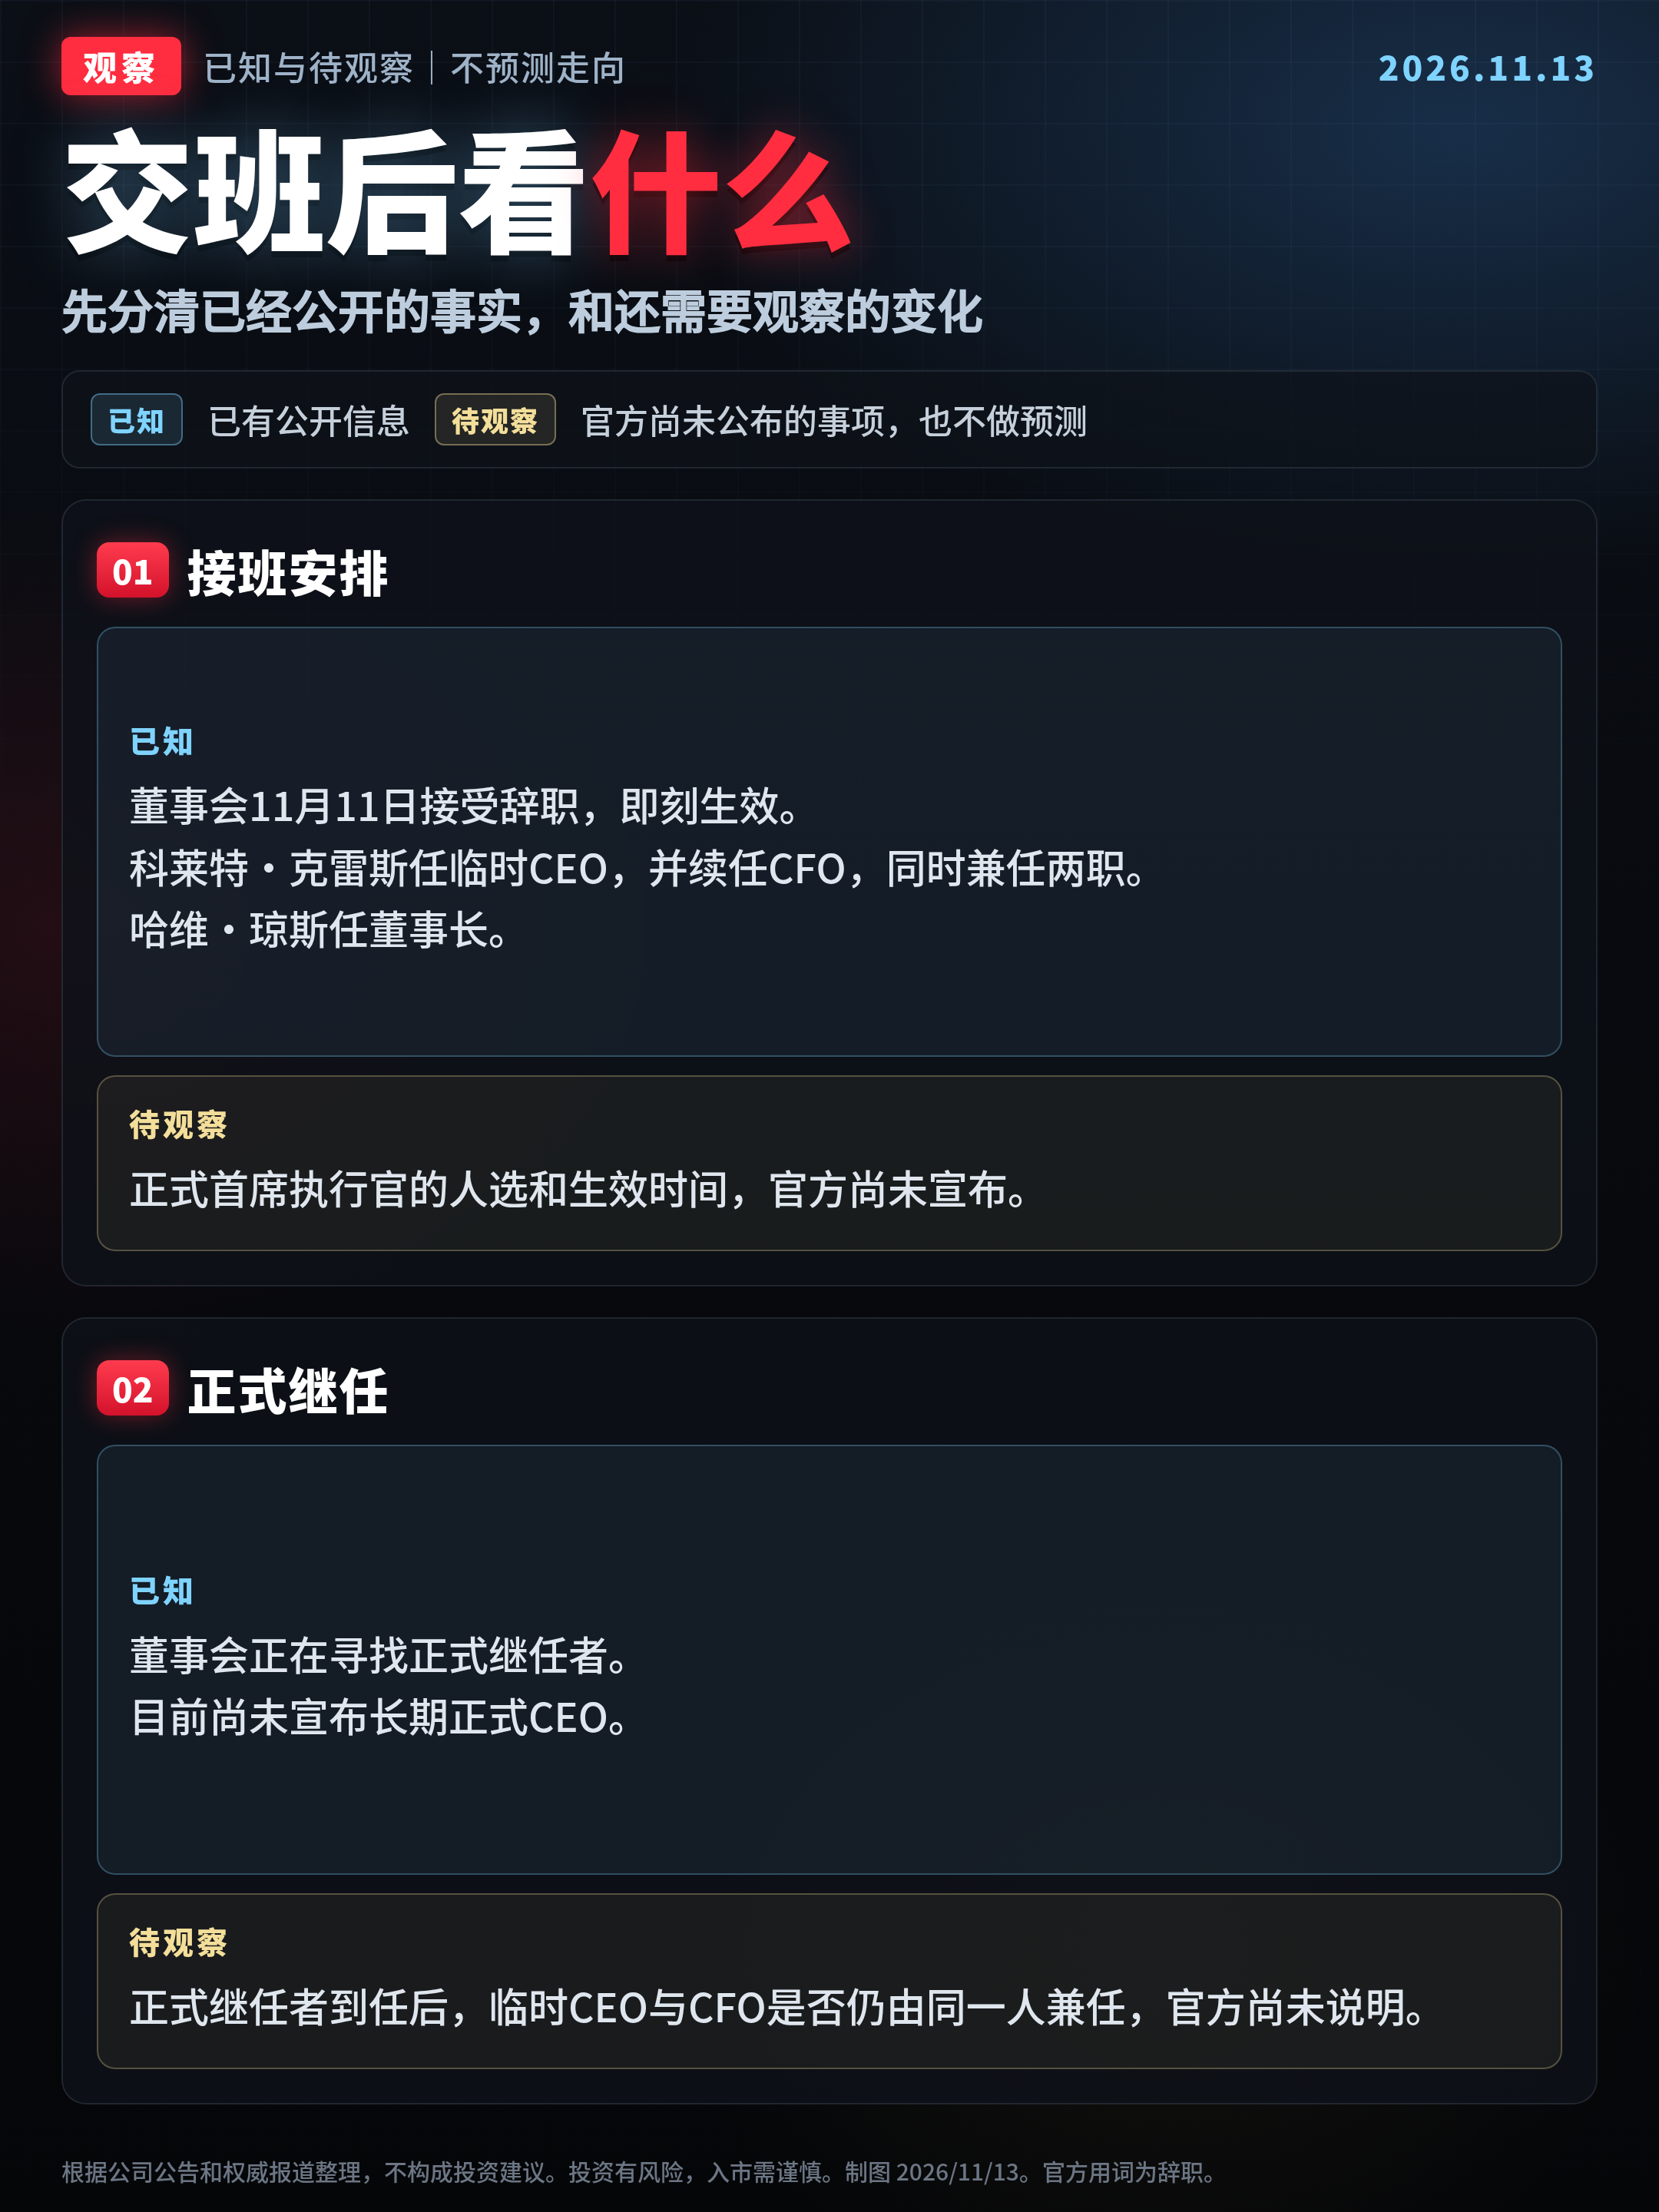 观察 已知与待观察｜不预测走向 2026.11.13
交班后看什么
先分清已经公开的事实，和还需要观察的变化
已知 已有公开信息 待观察 官方尚未公布的事项，也不做预测
01 接班安排
已知
董事会11月11日接受辞职，即刻生效。
科莱特·克雷斯任临时CEO，并续任CFO，同时兼任两职。
哈维·琼斯任董事长。
待观察
正式首席执行官的人选和生效时间，官方尚未宣布。
02 正式继任
已知
董事会正在寻找正式继任者。
目前尚未宣布长期正式CEO。
待观察
正式继任者到任后，临时CEO与CFO是否仍由同一人兼任，官方尚未说明。
根据公司公告和权威报道整理，不构成投资建议。投资有风险，入市需谨慎。制图 2026/11/13。官方用词为辞职。